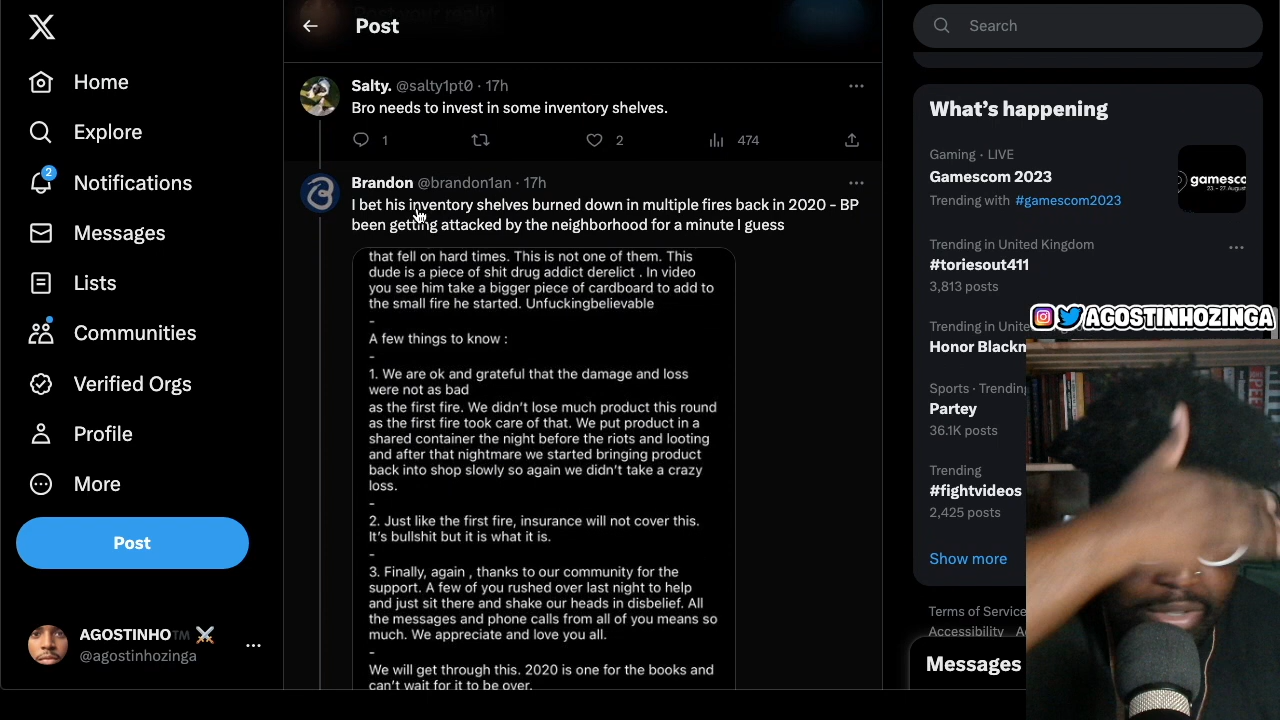 Home
Explore
2
Notifications
Messages
Lists
Communities
Verified Orgs
Profile
More
Post
AGOSTINHO™ ⚔️
@agostinhozinga
Post
Salty. @salty1pt0 · 17h
Bro needs to invest in some inventory shelves.
1 2 474
Brandon @brandon1an · 17h
I bet his inventory shelves burned down in multiple fires back in 2020 - BP
been getting attacked by the neighborhood for a minute I guess
that fell on hard times. This is not one of them. This
dude is a piece of shit drug addict derelict . In video
you see him take a bigger piece of cardboard to add to
the small fire he started. Unfuckingbelievable
-
A few things to know :
-
1. We are ok and grateful that the damage and loss
were not as bad
as the first fire. We didn't lose much product this round
as the first fire took care of that. We put product in a
shared container the night before the riots and looting
and after that nightmare we started bringing product
back into shop slowly so again we didn't take a crazy
loss.
-
2. Just like the first fire, insurance will not cover this.
It's bullshit but it is what it is.
-
3. Finally, again , thanks to our community for the
support. A few of you rushed over last night to help
and just sit there and shake our heads in disbelief. All
the messages and phone calls from all of you means so
much. We appreciate and love you all.
-
We will get through this. 2020 is one for the books and
can't wait for it to be over.
Search
What's happening
Gaming · LIVE
Gamescom 2023
Trending with #gamescom2023
gamesco
23. - 27. August
Trending in United Kingdom
#toriesout411
3,813 posts
Trending in Unite
Honor Blackm
Sports · Trending
Partey
36.1K posts
Trending
#fightvideos
2,425 posts
Show more
Terms of Service
Accessibility
Messages
AGOSTINHOZINGA